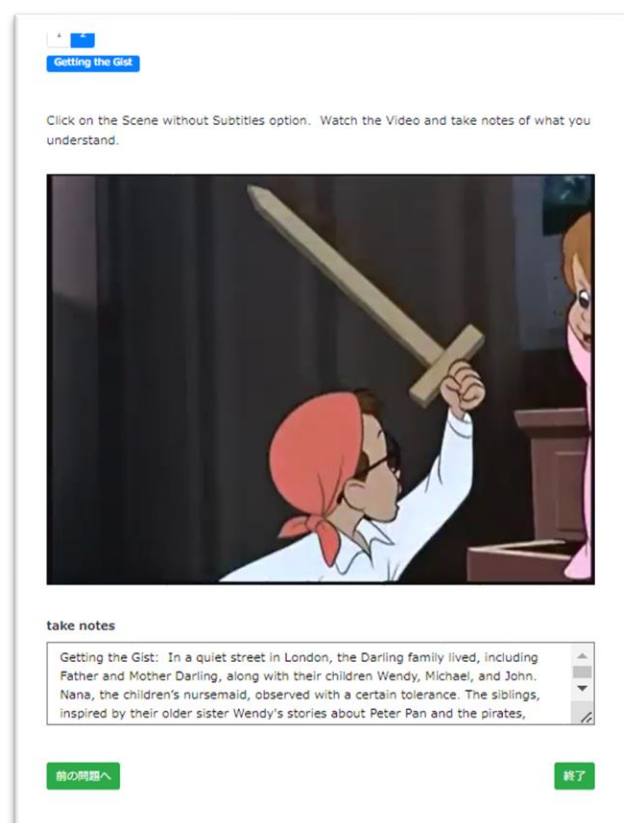 1 2
Getting the Gist
Click on the Scene without Subtitles option. Watch the Video and take notes of what you
understand.
take notes
Getting the Gist: In a quiet street in London, the Darling family lived, including
Father and Mother Darling, along with their children Wendy, Michael, and John.
Nana, the children’s nursemaid, observed with a certain tolerance. The siblings,
inspired by their older sister Wendy's stories about Peter Pan and the pirates,
前の問題へ 終了